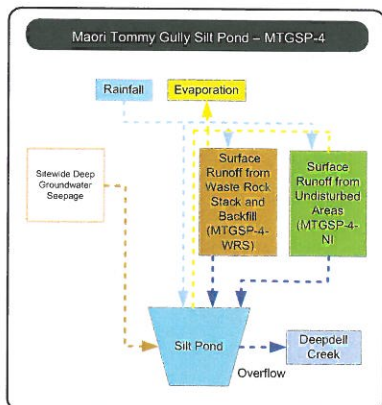 Maori Tommy Gully Silt Pond – MTGSP-4
Rainfall
Evaporation
Sitewide Deep
Groundwater
Seepage
Surface
Runoff from
Waste Rock
Stack and
Backfill
(MTGSP-4-
WRS)
Surface
Runoff from
Undisturbed
Areas
(MTGSP-4-
NI
Silt Pond
Deepdell
Creek
Overflow